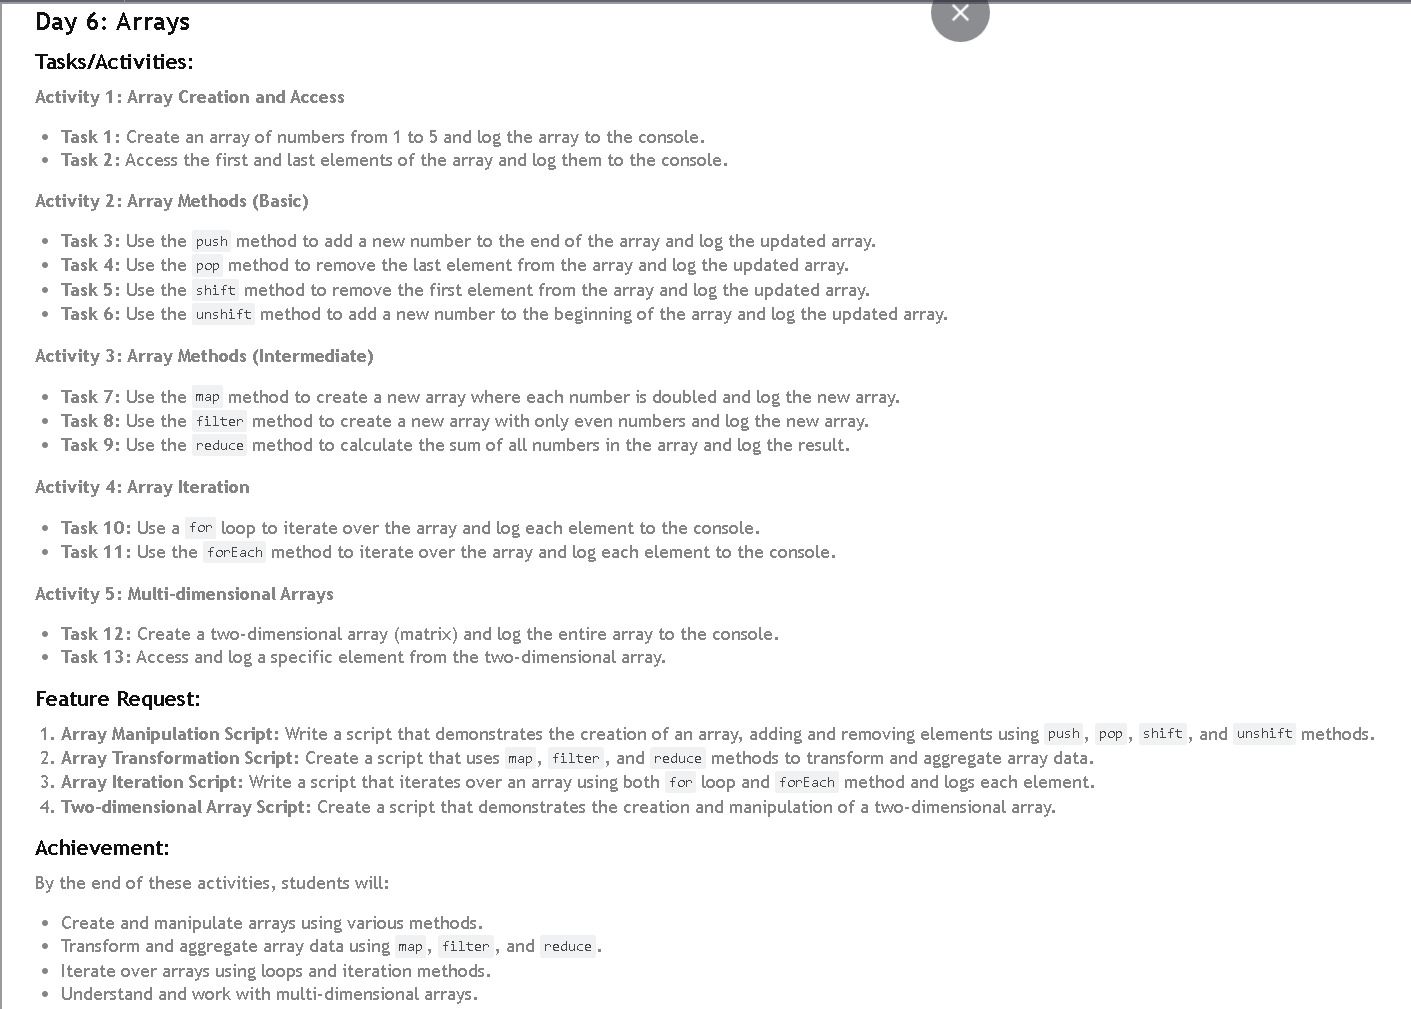 Day 6: Arrays
Tasks/Activities:
Activity 1: Array Creation and Access
• Task 1: Create an array of numbers from 1 to 5 and log the array to the console.
• Task 2: Access the first and last elements of the array and log them to the console.
Activity 2: Array Methods (Basic)
• Task 3: Use the push method to add a new number to the end of the array and log the updated array.
• Task 4: Use the pop method to remove the last element from the array and log the updated array.
• Task 5: Use the shift method to remove the first element from the array and log the updated array.
• Task 6: Use the unshift method to add a new number to the beginning of the array and log the updated array.
Activity 3: Array Methods (Intermediate)
• Task 7: Use the map method to create a new array where each number is doubled and log the new array.
• Task 8: Use the filter method to create a new array with only even numbers and log the new array.
• Task 9: Use the reduce method to calculate the sum of all numbers in the array and log the result.
Activity 4: Array Iteration
• Task 10: Use a for loop to iterate over the array and log each element to the console.
• Task 11: Use the forEach method to iterate over the array and log each element to the console.
Activity 5: Multi-dimensional Arrays
• Task 12: Create a two-dimensional array (matrix) and log the entire array to the console.
• Task 13: Access and log a specific element from the two-dimensional array.
Feature Request:
1. Array Manipulation Script: Write a script that demonstrates the creation of an array, adding and removing elements using push, pop, shift, and unshift methods.
2. Array Transformation Script: Create a script that uses map, filter, and reduce methods to transform and aggregate array data.
3. Array Iteration Script: Write a script that iterates over an array using both for loop and forEach method and logs each element.
4. Two-dimensional Array Script: Create a script that demonstrates the creation and manipulation of a two-dimensional array.
Achievement:
By the end of these activities, students will:
• Create and manipulate arrays using various methods.
• Transform and aggregate array data using map, filter, and reduce.
• Iterate over arrays using loops and iteration methods.
• Understand and work with multi-dimensional arrays.